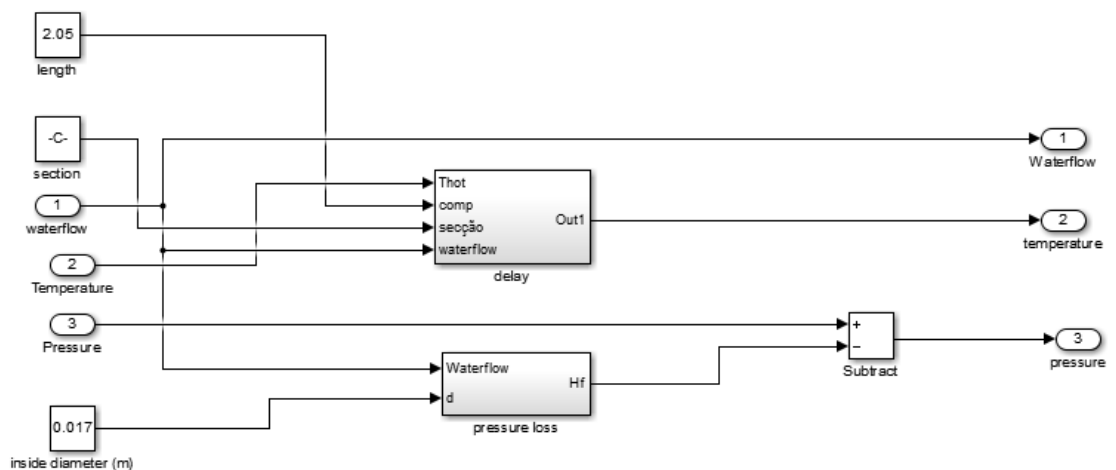 2.05
length
-C-
section
1
waterflow
2
Temperature
3
Pressure
0.017
inside diameter (m)
Thot
comp
secção
waterflow
Out1
delay
Waterflow
d
Hf
pressure loss
+
−
Subtract
1
Waterflow
2
temperature
3
pressure